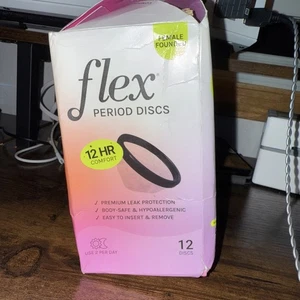 FEMALE
FOUNDED
flex®
PERIOD DISCS
12 HR
COMFORT
PREMIUM LEAK PROTECTION
BODY-SAFE & HYPOALLERGENIC
EASY TO INSERT & REMOVE
12
DISCS